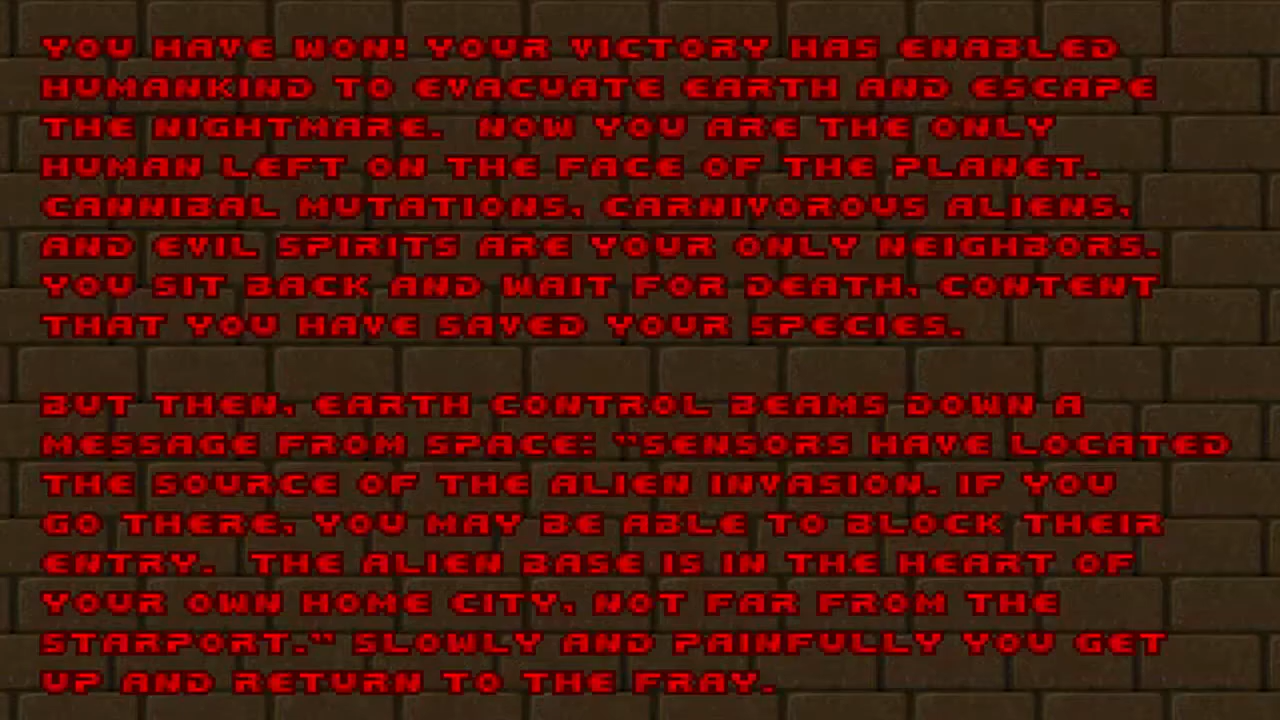 YOU HAVE WON! YOUR VICTORY HAS ENABLED
HUMANKIND TO EVACUATE EARTH AND ESCAPE
THE NIGHTMARE.  NOW YOU ARE THE ONLY
HUMAN LEFT ON THE FACE OF THE PLANET.
CANNIBAL MUTATIONS, CARNIVOROUS ALIENS,
AND EVIL SPIRITS ARE YOUR ONLY NEIGHBORS.
YOU SIT BACK AND WAIT FOR DEATH, CONTENT
THAT YOU HAVE SAVED YOUR SPECIES.

BUT THEN, EARTH CONTROL BEAMS DOWN A
MESSAGE FROM SPACE: "SENSORS HAVE LOCATED
THE SOURCE OF THE ALIEN INVASION. IF YOU
GO THERE, YOU MAY BE ABLE TO BLOCK THEIR
ENTRY.  THE ALIEN BASE IS IN THE HEART OF
YOUR OWN HOME CITY, NOT FAR FROM THE
STARPORT." SLOWLY AND PAINFULLY YOU GET
UP AND RETURN TO THE FRAY.